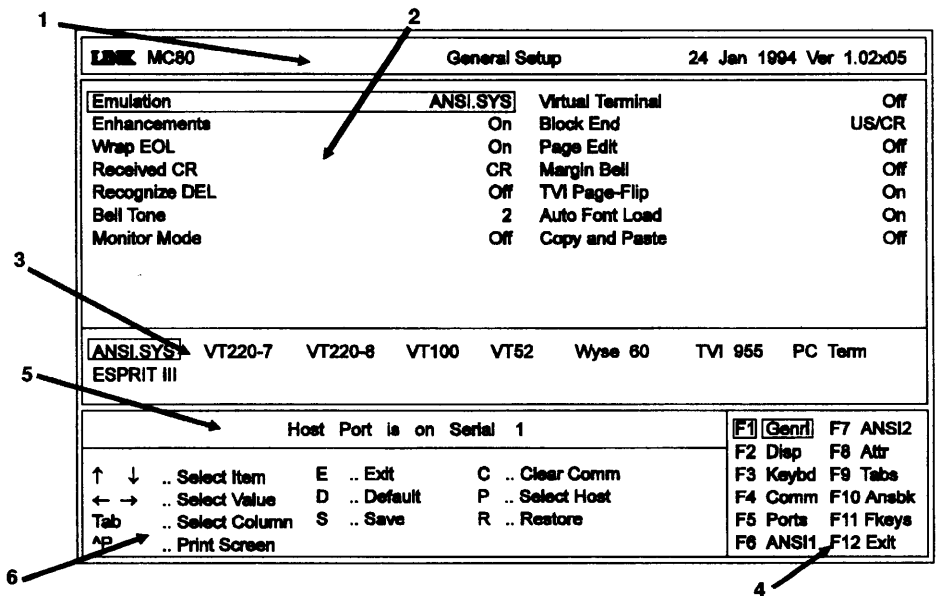 1
2
LINK MC80 General Setup 24 Jan 1994 Ver 1.02x05
Emulation ANSI.SYS Virtual Terminal Off
Enhancements On Block End US/CR
Wrap EOL On Page Edit Off
Received CR CR Margin Bell Off
Recognize DEL Off TVI Page-Flip On
Bell Tone 2 Auto Font Load On
Monitor Mode Off Copy and Paste Off
3
ANSI.SYS VT220-7 VT220-8 VT100 VT52 Wyse 60 TVI 955 PC Term
ESPRIT III
5
Host Port is on Serial 1
↑ ↓ .. Select Item E .. Exit C .. Clear Comm
← → .. Select Value D .. Default P .. Select Host
Tab .. Select Column S .. Save R .. Restore
^P .. Print Screen
F1 Genrl F7 ANSI2
F2 Disp F8 Attr
F3 Keybd F9 Tabs
F4 Comm F10 Ansbk
F5 Ports F11 Fkeys
F6 ANSI1 F12 Exit
6
4